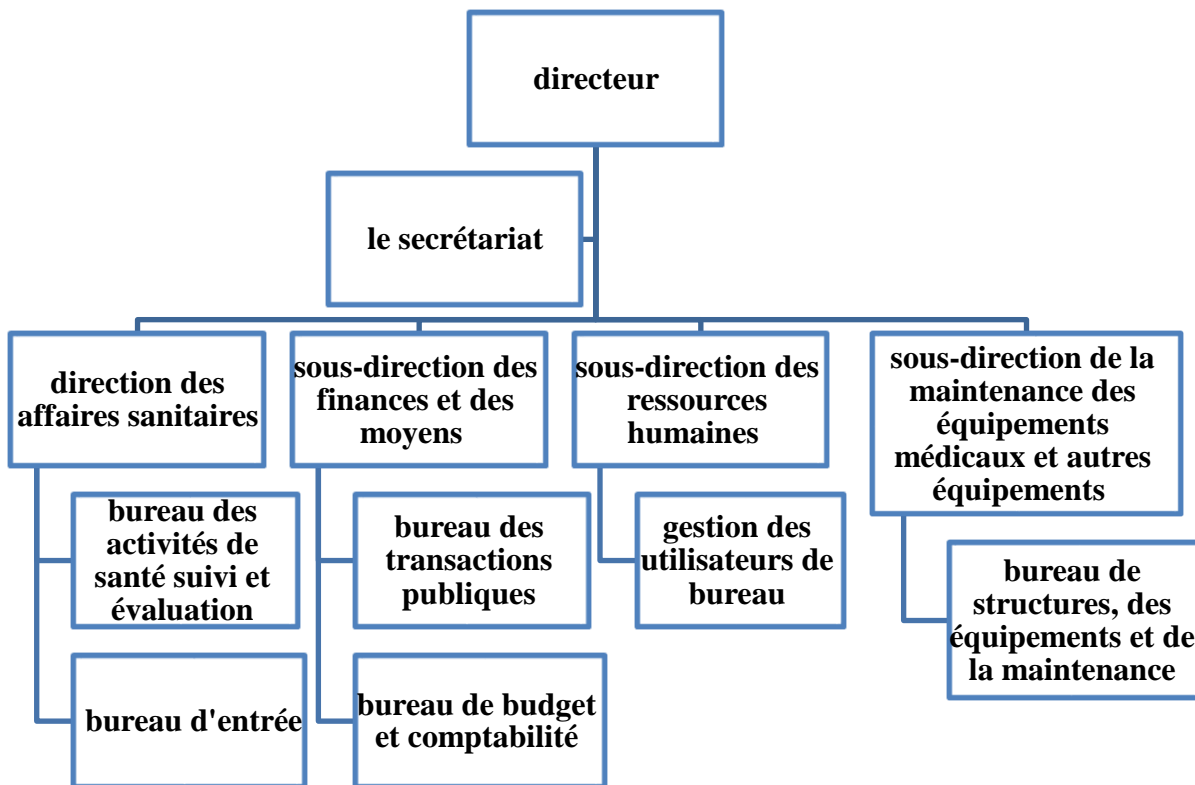 directeur
le secrétariat
direction des
affaires sanitaires
sous-direction des
finances et des
moyens
sous-direction des
ressources
humaines
sous-direction de la
maintenance des
équipements
médicaux et autres
équipements
bureau des
activités de
santé suivi et
évaluation
bureau des
transactions
publiques
gestion des
utilisateurs de
bureau
bureau de
structures, des
équipements et de
la maintenance
bureau d'entrée
bureau de budget
et comptabilité